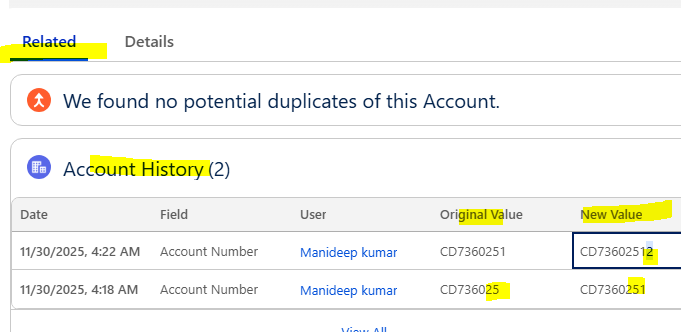 Related Details
We found no potential duplicates of this Account.
Account History (2)
Date Field User Original Value New Value
11/30/2025, 4:22 AM Account Number Manideep kumar CD7360251 CD73602512
11/30/2025, 4:18 AM Account Number Manideep kumar CD736025 CD7360251
View All